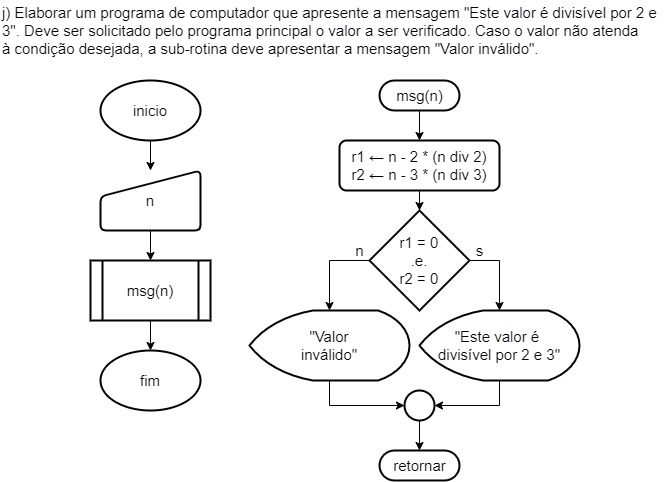 j) Elaborar um programa de computador que apresente a mensagem "Este valor é divisível por 2 e
3". Deve ser solicitado pelo programa principal o valor a ser verificado. Caso o valor não atenda
à condição desejada, a sub-rotina deve apresentar a mensagem "Valor inválido".
inicio
n
msg(n)
fim
msg(n)
r1 ← n - 2 * (n div 2)
r2 ← n - 3 * (n div 3)
r1 = 0
.e.
r2 = 0
n
s
"Valor
inválido"
"Este valor é
divisível por 2 e 3"
retornar